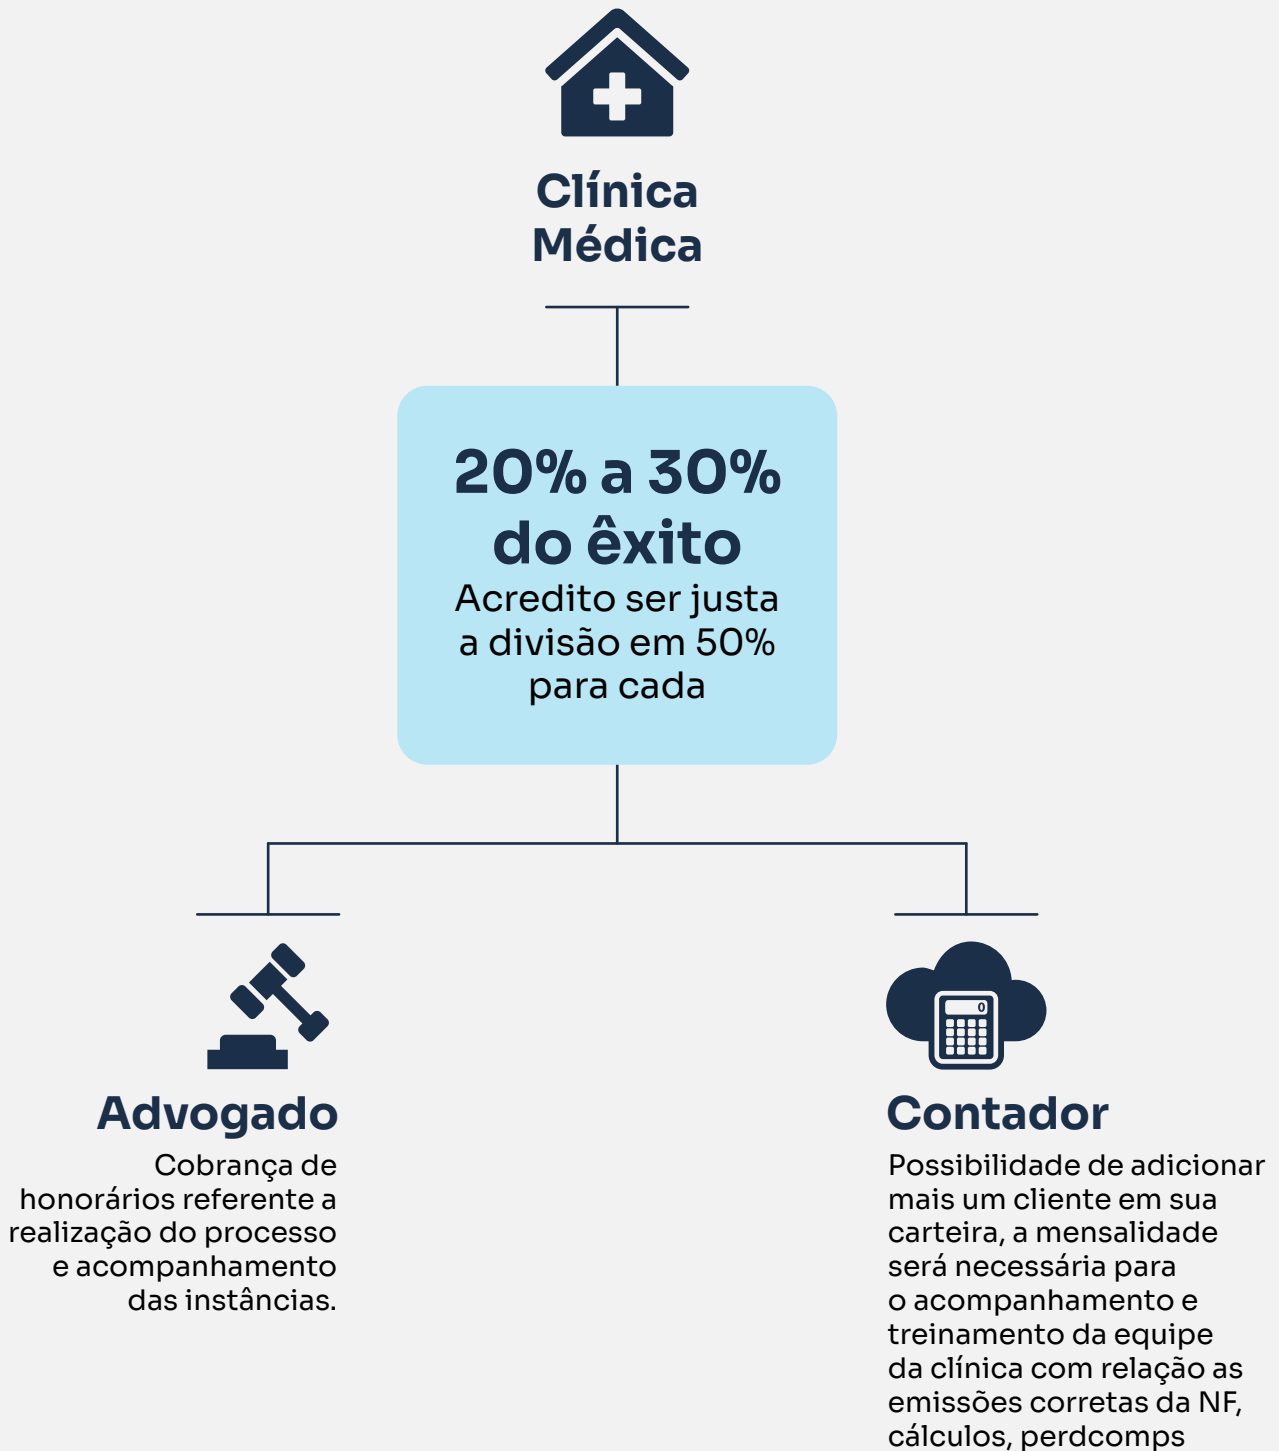 Clínica
Médica
20% a 30%
do êxito
Acredito ser justa
a divisão em 50%
para cada
Advogado
Cobrança de
honorários referente a
realização do processo
e acompanhamento
das instâncias.
0
Contador
Possibilidade de adicionar
mais um cliente em sua
carteira, a mensalidade
será necessária para
o acompanhamento e
treinamento da equipe
da clínica com relação as
emissões corretas da NF,
cálculos, perdcomps